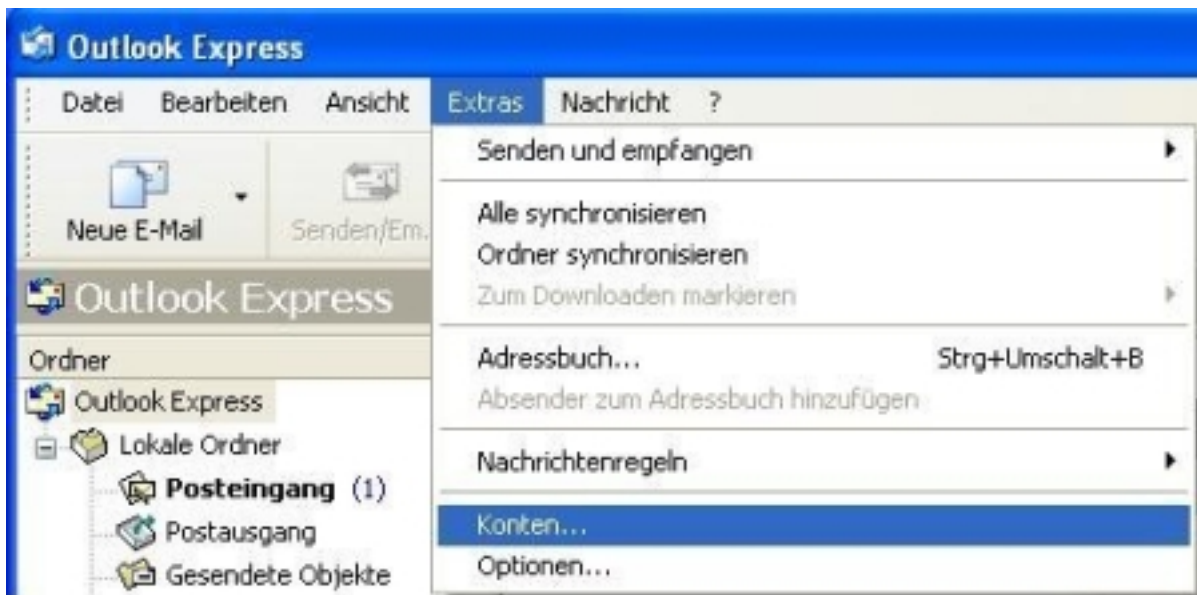 Outlook Express
Datei Bearbeiten Ansicht Extras Nachricht ?
Neue E-Mail Senden/Em.
Outlook Express
Ordner
Outlook Express
Lokale Ordner
Posteingang (1)
Postausgang
Gesendete Objekte
Senden und empfangen
Alle synchronisieren
Ordner synchronisieren
Zum Downloaden markieren
Adressbuch... Strg+Umschalt+B
Absender zum Adressbuch hinzufügen
Nachrichtenregeln
Konten...
Optionen...